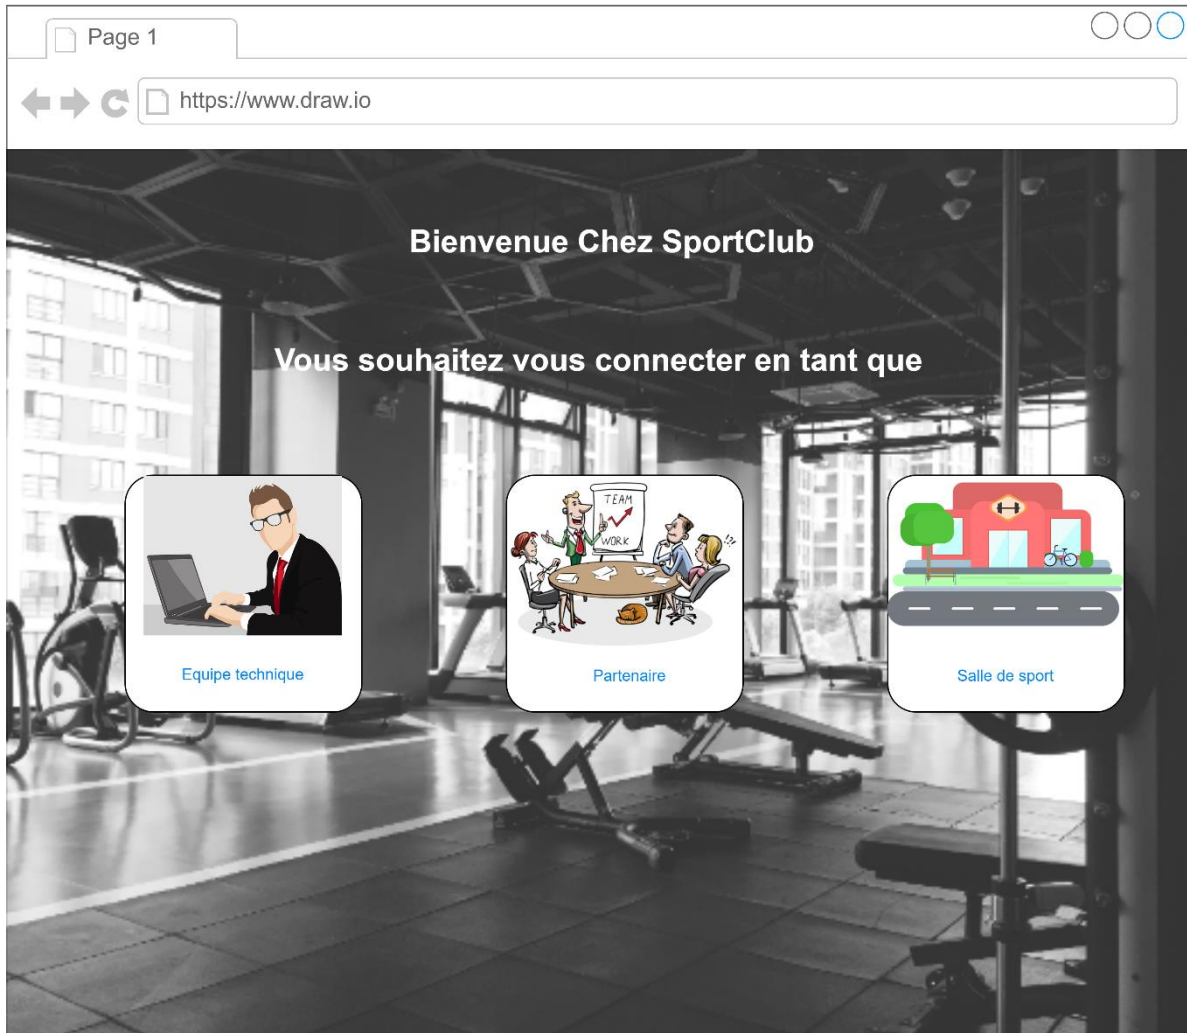 Page 1
https://www.draw.io
Bienvenue Chez SportClub
Vous souhaitez vous connecter en tant que
TEAM
WORK
?!?
Equipe technique
Partenaire
Salle de sport